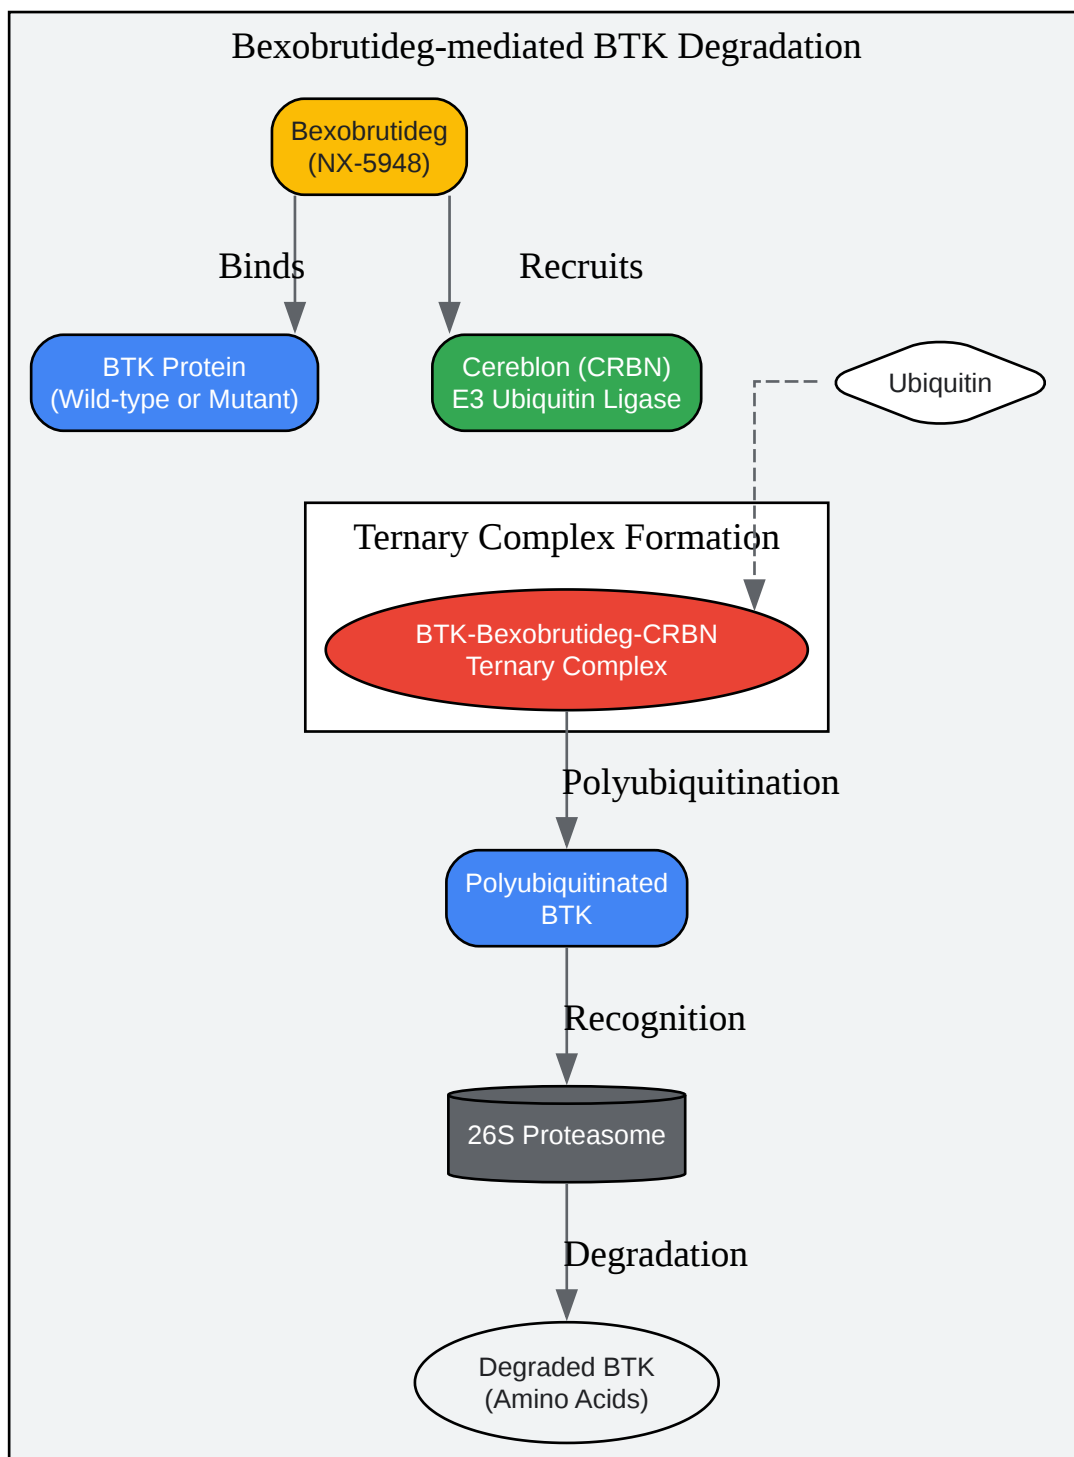 Bexobrutideg-mediated BTK Degradation
Bexobrutideg
(NX-5948)
Binds
Recruits
BTK Protein
(Wild-type or Mutant)
Cereblon (CRBN)
E3 Ubiquitin Ligase
Ubiquitin
Ternary Complex Formation
BTK-Bexobrutideg-CRBN
Ternary Complex
Polyubiquitination
Polyubiquitinated
BTK
Recognition
26S Proteasome
Degradation
Degraded BTK
(Amino Acids)